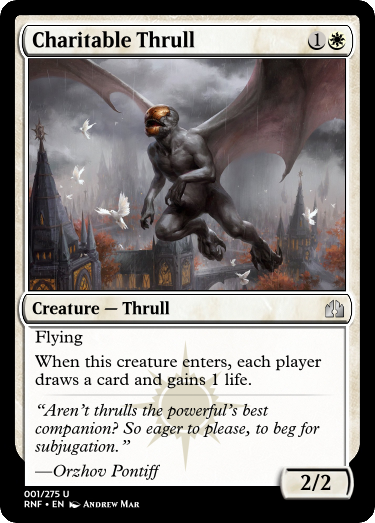 Charitable Thrull 1
Creature — Thrull
Flying
When this creature enters, each player
draws a card and gains 1 life.
“Aren’t thrulls the powerful’s best
companion? So eager to please, to beg for
subjugation.”
—Orzhov Pontiff
2/2
001/275 U
RNF • EN Andrew Mar